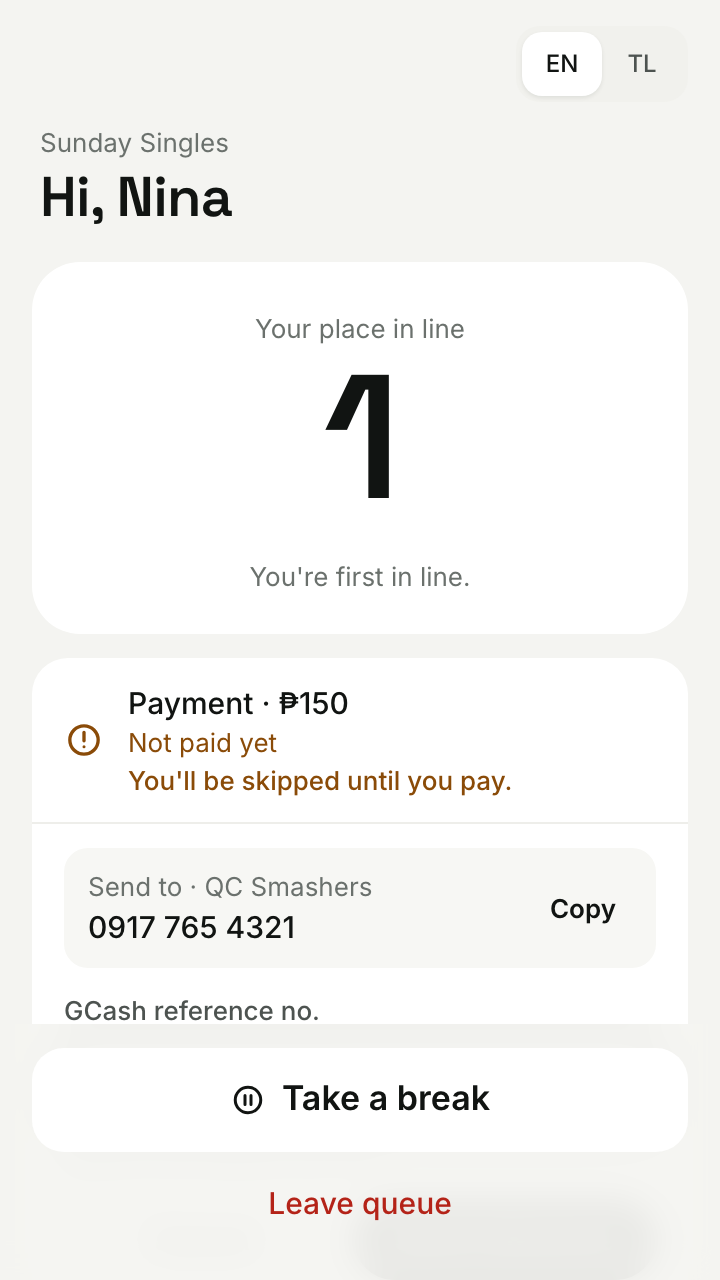 EN TL
Sunday Singles
Hi, Nina
Your place in line
1
You're first in line.
Payment · ₱150
Not paid yet
You'll be skipped until you pay.
Send to · QC Smashers
0917 765 4321
Copy
GCash reference no.
Take a break
Leave queue